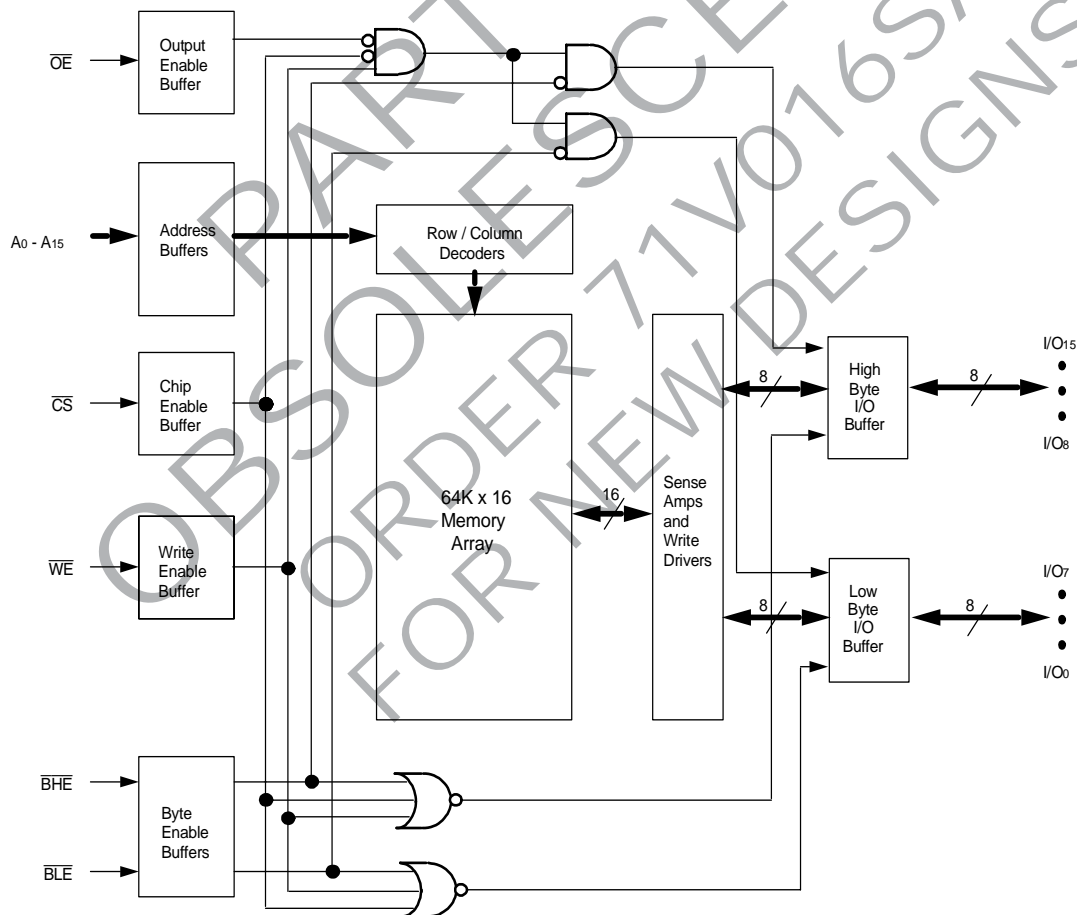 PART
OBSOLESCE
ORDER 71V016SA
FOR NEW DESIGNS
OE
Output
Enable
Buffer
A0 - A15
Address
Buffers
Row / Column
Decoders
CS
Chip
Enable
Buffer
WE
Write
Enable
Buffer
64K x 16
Memory
Array
16
Sense
Amps
and
Write
Drivers
8
High
Byte
I/O
Buffer
8
I/O15
I/O8
8
Low
Byte
I/O
Buffer
8
I/O7
I/O0
BHE
Byte
Enable
Buffers
BLE